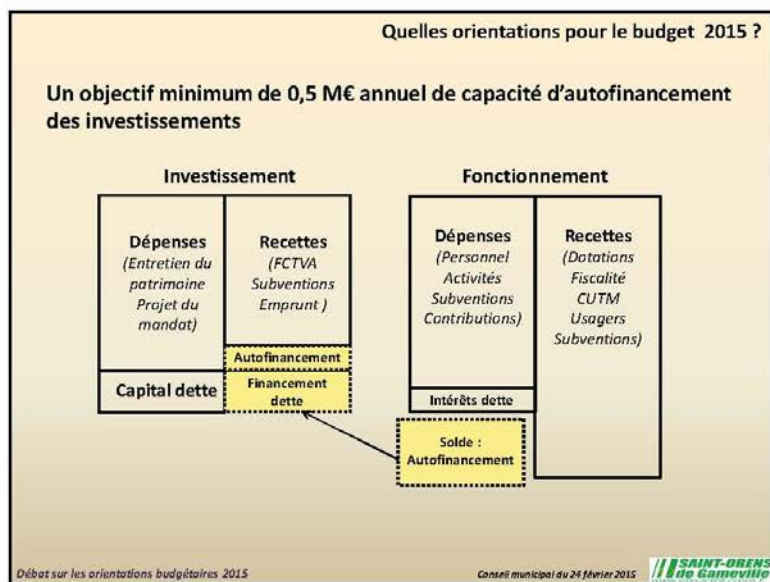 Quelles orientations pour le budget 2015 ?
Un objectif minimum de 0,5 M€ annuel de capacité d'autofinancement
des investissements
Investissement
Fonctionnement
Dépenses
(Entretien du
patrimoine
Projet du
mandat)
Recettes
(FCTVA
Subventions
Emprunt )
Autofinancement
Capital dette
Financement
dette
Dépenses
(Personnel
Activités
Subventions
Contributions)
Recettes
(Dotations
Fiscalité
CUTM
Usagers
Subventions)
Intérêts dette
Solde :
Autofinancement
Débat sur les orientations budgétaires 2015
Conseil municipal du 24 février 2015
SAINT-ORENS
de Gameville